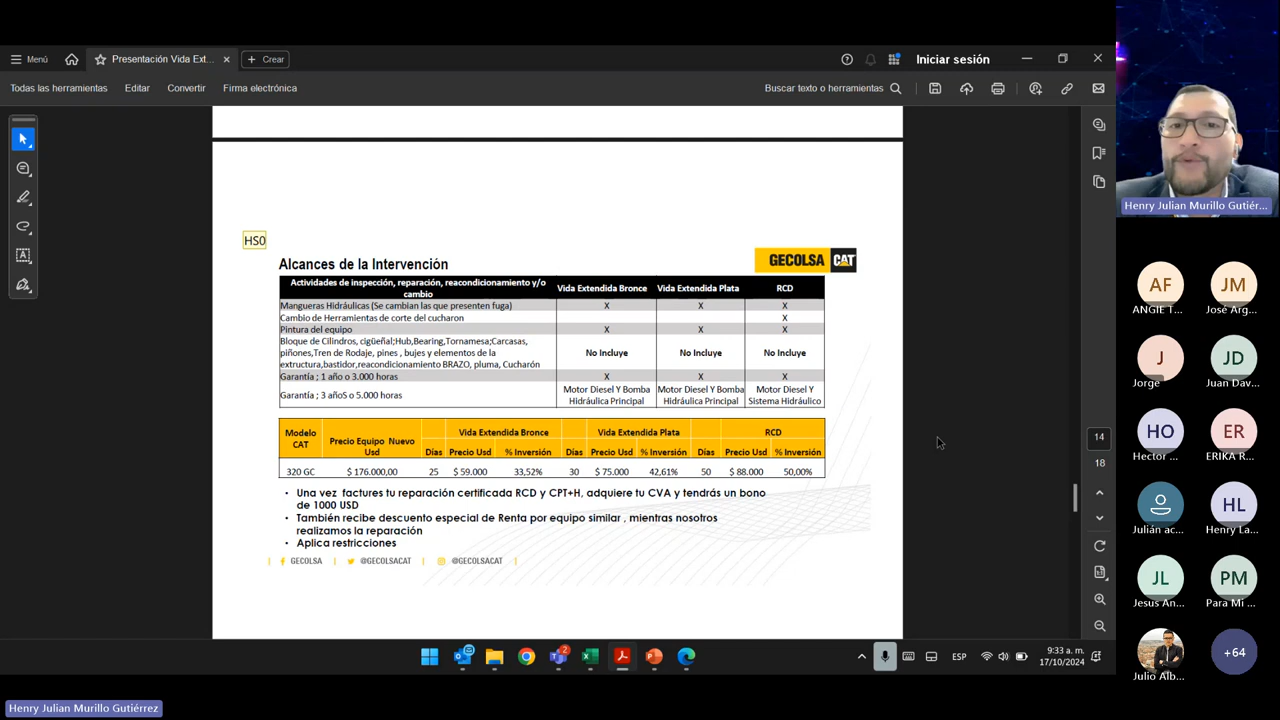 Menú
Presentación Vida Ext...
Crear
Iniciar sesión
Todas las herramientas
Editar
Convertir
Firma electrónica
Buscar texto o herramientas
HS0
Alcances de la Intervención
GECOLSA CAT
Actividades de inspección, reparación, reacondicionamiento y/o cambio
Vida Extendida Bronce
Vida Extendida Plata
RCD
Mangueras Hidráulicas (Se cambian las que presenten fuga)
X
X
X
Cambio de Herramientas de corte del cucharon
X
Pintura del equipo
X
X
X
Bloque de Cilindros, cigüeñal;Hub,Bearing,Tornamesa;Carcasas,
piñones,Tren de Rodaje, pines , bujes y elementos de la
extructura,bastidor,reacondicionamiento BRAZO, pluma, Cucharón
No Incluye
No Incluye
No Incluye
Garantía ; 1 año o 3.000 horas
X
X
X
Garantía ; 3 añoS o 5.000 horas
Motor Diesel Y Bomba
Hidráulica Principal
Motor Diesel Y Bomba
Hidráulica Principal
Motor Diesel Y
Sistema Hidráulico
Modelo
CAT
Precio Equipo Nuevo
Usd
Vida Extendida Bronce
Vida Extendida Plata
RCD
Días
Precio Usd
% Inversión
Días
Precio Usd
% Inversión
Días
Precio Usd
% Inversión
320 GC
$ 176.000,00
25
$ 59.000
33,52%
30
$ 75.000
42,61%
50
$ 88.000
50,00%
• Una vez factures tu reparación certificada RCD y CPT+H, adquiere tu CVA y tendrás un bono
de 1000 USD
• También recibe descuento especial de Renta por equipo similar , mientras nosotros
realizamos la reparación
• Aplica restricciones
| GECOLSA | @GECOLSACAT | @GECOLSACAT |
14
18
2
ESP
9:33 a. m.
17/10/2024
Henry Julian Murillo Gutiér...
AF
ANGIE T...
JM
José Arg...
J
Jorge
JD
Juan Dav...
HO
Hector ...
ER
ERIKA R...
Julián ac...
HL
Henry La...
JL
Jesus An...
PM
Para Mi ...
Julio Alb...
+64
Henry Julian Murillo Gutiérrez